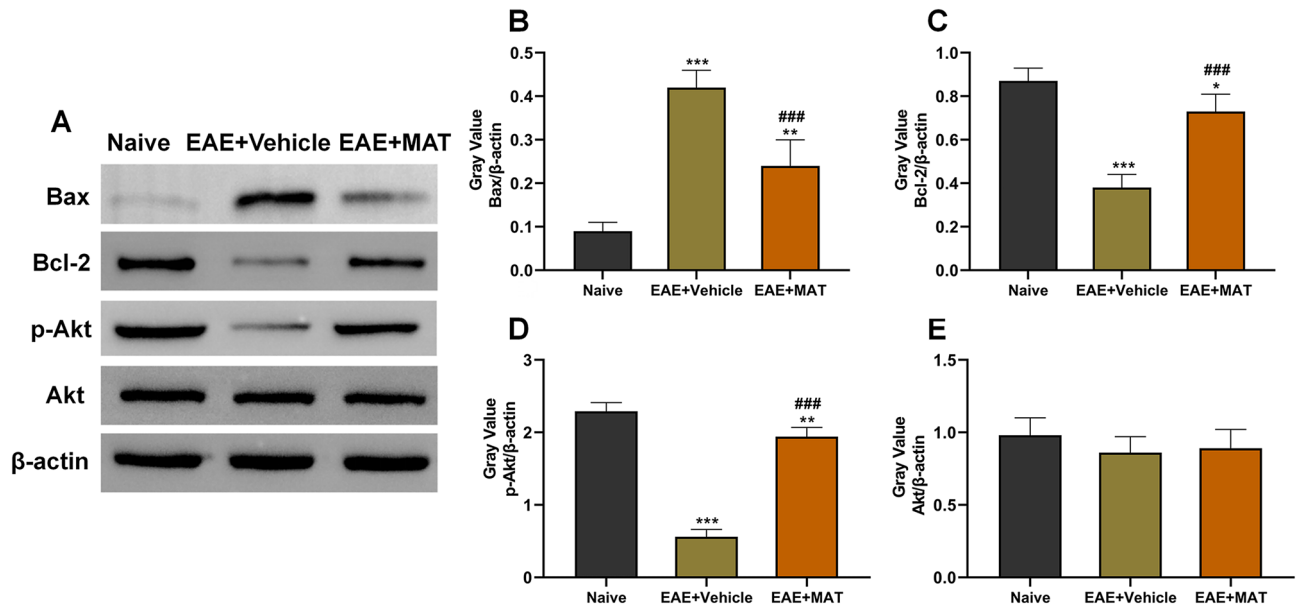 A
Naive EAE+Vehicle EAE+MAT
Bax
Bcl-2
p-Akt
Akt
β-actin
B
Gray Value
Bax/β-actin
0.5
0.4
0.3
0.2
0.1
0.0
***
###
**
Naive EAE+Vehicle EAE+MAT
C
Gray Value
Bcl-2/β-actin
1.0
0.8
0.6
0.4
0.2
0.0
***
###
*
Naive EAE+Vehicle EAE+MAT
D
Gray Value
p-Akt/β-actin
3
2
1
0
***
###
**
Naive EAE+Vehicle EAE+MAT
E
Gray Value
Akt/β-actin
1.5
1.0
0.5
0.0
Naive EAE+Vehicle EAE+MAT